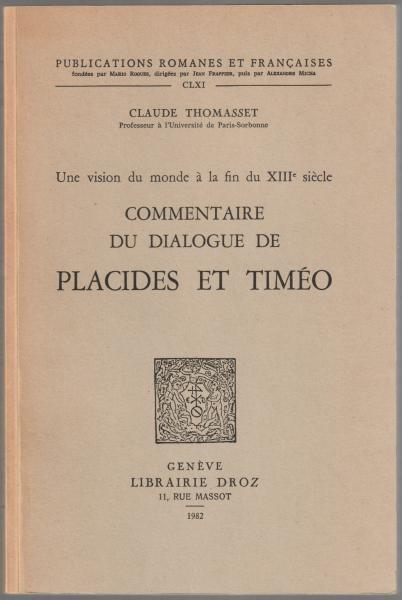 PUBLICATIONS ROMANES ET FRANÇAISES
fondées par Mario Roques, dirigées par Jean Frappier, puis par Alexandre Micha
CLXI
CLAUDE THOMASSET
Professeur à l'Université de Paris-Sorbonne
Une vision du monde à la fin du XIIIe siècle
COMMENTAIRE
DU DIALOGUE DE
PLACIDES ET TIMÉO
GENÈVE
LIBRAIRIE DROZ
11, RUE MASSOT
1982